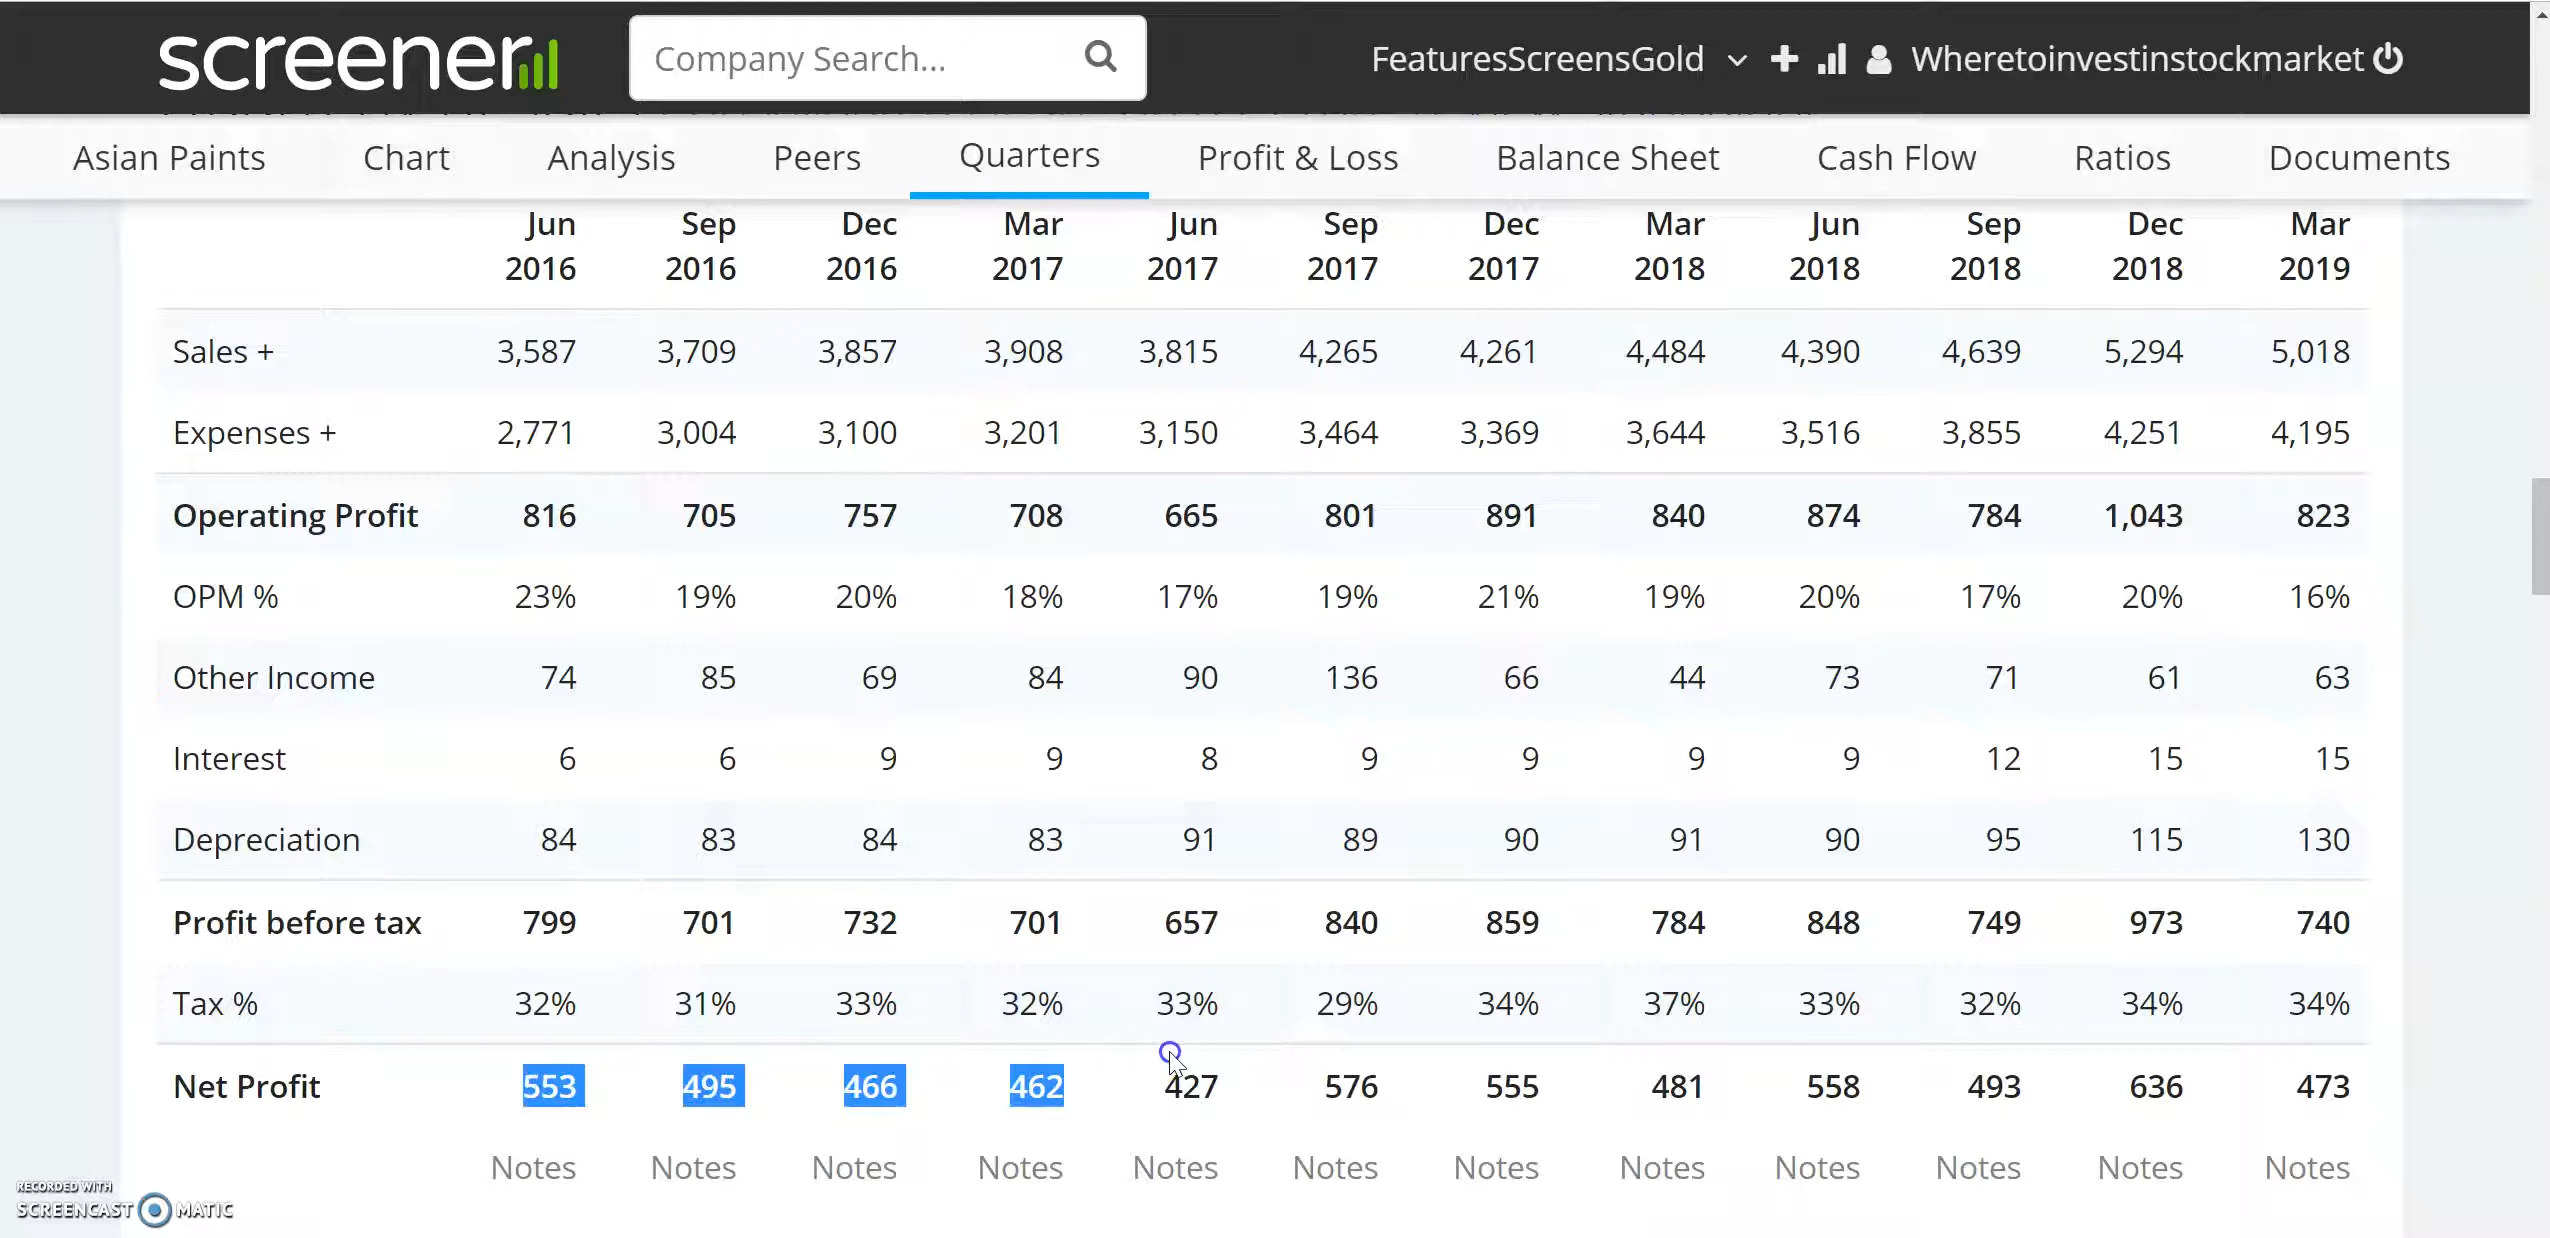 screener Company Search... FeaturesScreensGold Wheretoinvestinstockmarket
Asian Paints Chart Analysis Peers Quarters Profit & Loss Balance Sheet Cash Flow Ratios Documents
Jun Sep Dec Mar Jun Sep Dec Mar Jun Sep Dec Mar
2016 2016 2016 2017 2017 2017 2017 2018 2018 2018 2018 2019
Sales + 3,587 3,709 3,857 3,908 3,815 4,265 4,261 4,484 4,390 4,639 5,294 5,018
Expenses + 2,771 3,004 3,100 3,201 3,150 3,464 3,369 3,644 3,516 3,855 4,251 4,195
Operating Profit 816 705 757 708 665 801 891 840 874 784 1,043 823
OPM % 23% 19% 20% 18% 17% 19% 21% 19% 20% 17% 20% 16%
Other Income 74 85 69 84 90 136 66 44 73 71 61 63
Interest 6 6 9 9 8 9 9 9 9 12 15 15
Depreciation 84 83 84 83 91 89 90 91 90 95 115 130
Profit before tax 799 701 732 701 657 840 859 784 848 749 973 740
Tax % 32% 31% 33% 32% 33% 29% 34% 37% 33% 32% 34% 34%
Net Profit 553 495 466 462 427 576 555 481 558 493 636 473
Notes Notes Notes Notes Notes Notes Notes Notes Notes Notes Notes Notes
RECORDED WITH
SCREENCAST MATIC